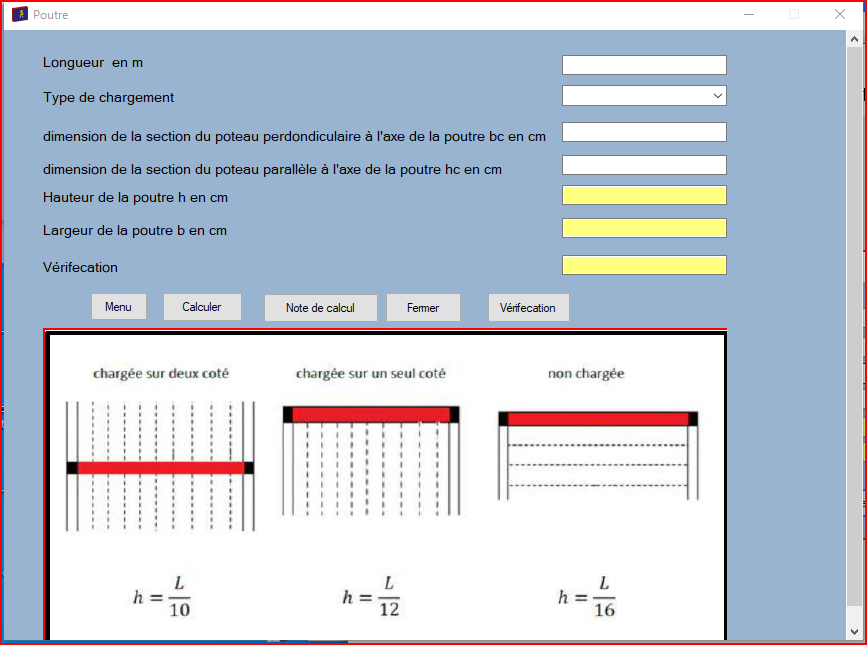 Poutre
Longueur en m
Type de chargement
dimension de la section du poteau perdondiculaire à l'axe de la poutre bc en cm
dimension de la section du poteau parallèle à l'axe de la poutre hc en cm
Hauteur de la poutre h en cm
Largeur de la poutre b en cm
Vérifecation
Menu Calculer Note de calcul Fermer Vérifecation
chargée sur deux coté chargée sur un seul coté non chargée
h = L/10 h = L/12 h = L/16